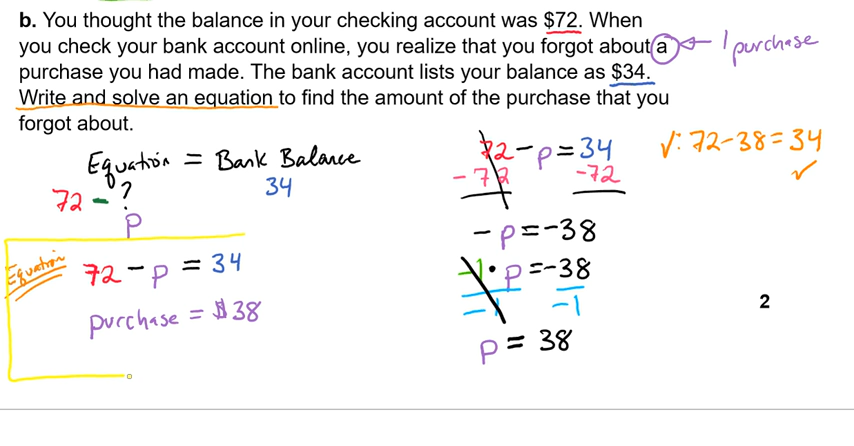 b. You thought the balance in your checking account was $72. When
you check your bank account online, you realize that you forgot about a
1 purchase
purchase you had made. The bank account lists your balance as $34.
Write and solve an equation to find the amount of the purchase that you
forgot about.
Equation = Bank Balance
72 - ?
34
p
Equation
72 - p = 34
purchase = $38
72 - p = 34
- 72 -72
- p = -38
-1 • p = -38
-1 -1
p = 38
√: 72-38 = 34
✓
2